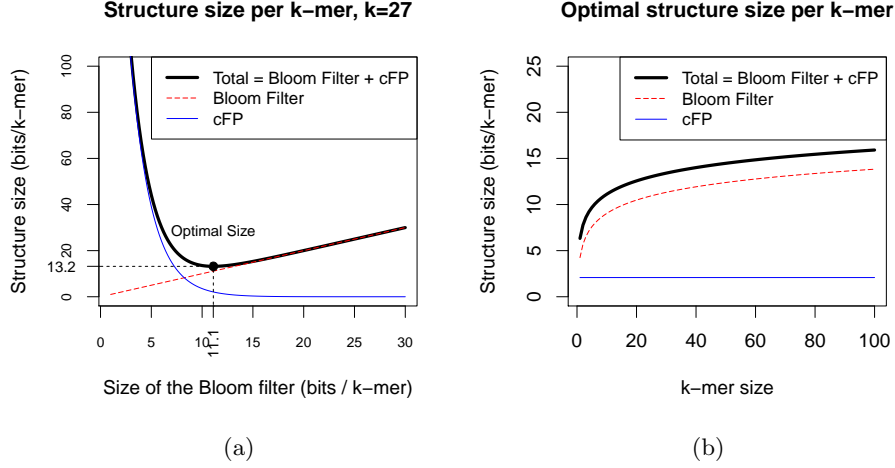 Structure size per k−mer, k=27
Structure size (bits/k−mer)
100
80
60
40
20
13.2
0
Total = Bloom Filter + cFP
Bloom Filter
cFP
Optimal Size
0
5
10
11.1
15
20
25
30
Size of the Bloom filter (bits / k−mer)
(a)
Optimal structure size per k−mer
Structure size (bits/k−mer)
25
20
15
10
5
0
Total = Bloom Filter + cFP
Bloom Filter
cFP
0
20
40
60
80
100
k−mer size
(b)